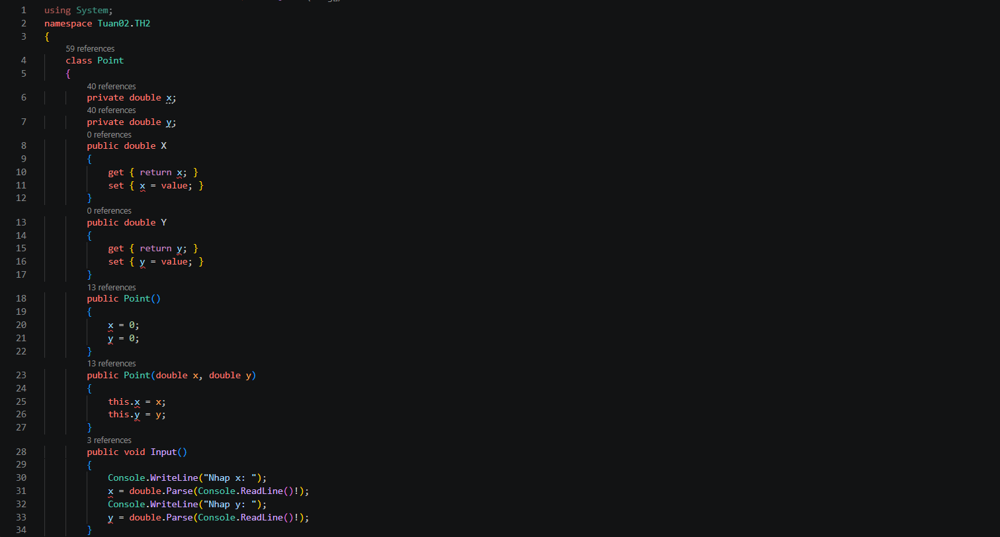 1 using System;
2 namespace Tuan02.TH2
3 {
59 references
4 class Point
5 {
40 references
6 private double x;
40 references
7 private double y;
0 references
8 public double X
9 {
10 get { return x; }
11 set { x = value; }
12 }
0 references
13 public double Y
14 {
15 get { return y; }
16 set { y = value; }
17 }
13 references
18 public Point()
19 {
20 x = 0;
21 y = 0;
22 }
13 references
23 public Point(double x, double y)
24 {
25 this.x = x;
26 this.y = y;
27 }
3 references
28 public void Input()
29 {
30 Console.WriteLine("Nhap x: ");
31 x = double.Parse(Console.ReadLine()!);
32 Console.WriteLine("Nhap y: ");
33 y = double.Parse(Console.ReadLine()!);
34 }